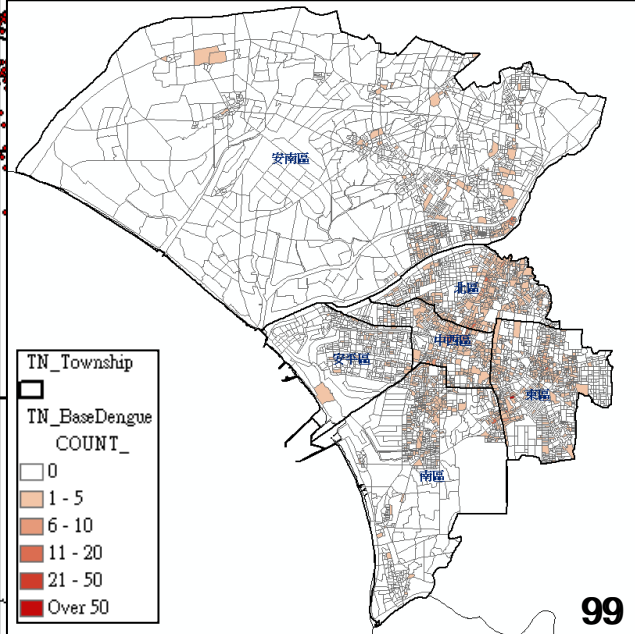 安南區
北區
中西區
安平區
東區
南區
TN_Township
TN_BaseDengue
COUNT_
0
1 - 5
6 - 10
11 - 20
21 - 50
Over 50
99